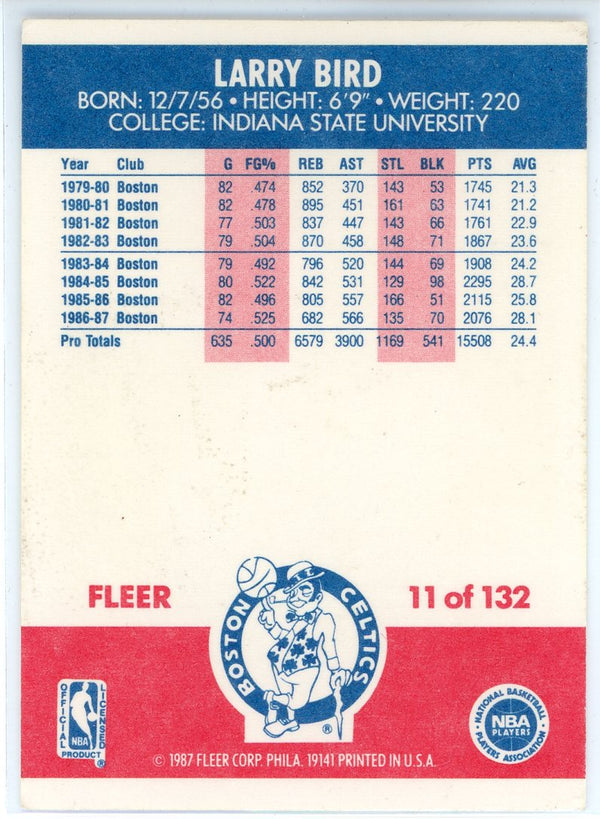 LARRY BIRD
BORN: 12/7/56 • HEIGHT: 6'9" • WEIGHT: 220
COLLEGE: INDIANA STATE UNIVERSITY
Year Club G FG% REB AST STL BLK PTS AVG
1979-80 Boston 82 .474 852 370 143 53 1745 21.3
1980-81 Boston 82 .478 895 451 161 63 1741 21.2
1981-82 Boston 77 .503 837 447 143 66 1761 22.9
1982-83 Boston 79 .504 870 458 148 71 1867 23.6
1983-84 Boston 79 .492 796 520 144 69 1908 24.2
1984-85 Boston 80 .522 842 531 129 98 2295 28.7
1985-86 Boston 82 .496 805 557 166 51 2115 25.8
1986-87 Boston 74 .525 682 566 135 70 2076 28.1
Pro Totals 635 .500 6579 3900 1169 541 15508 24.4
FLEER
11 of 132
BOSTON CELTICS
®
OFFICIAL LICENSED PRODUCT
NBA
®
NATIONAL BASKETBALL PLAYERS ASSOCIATION
NBA
PLAYERS
© 1987 FLEER CORP. PHILA. 19141 PRINTED IN U.S.A.